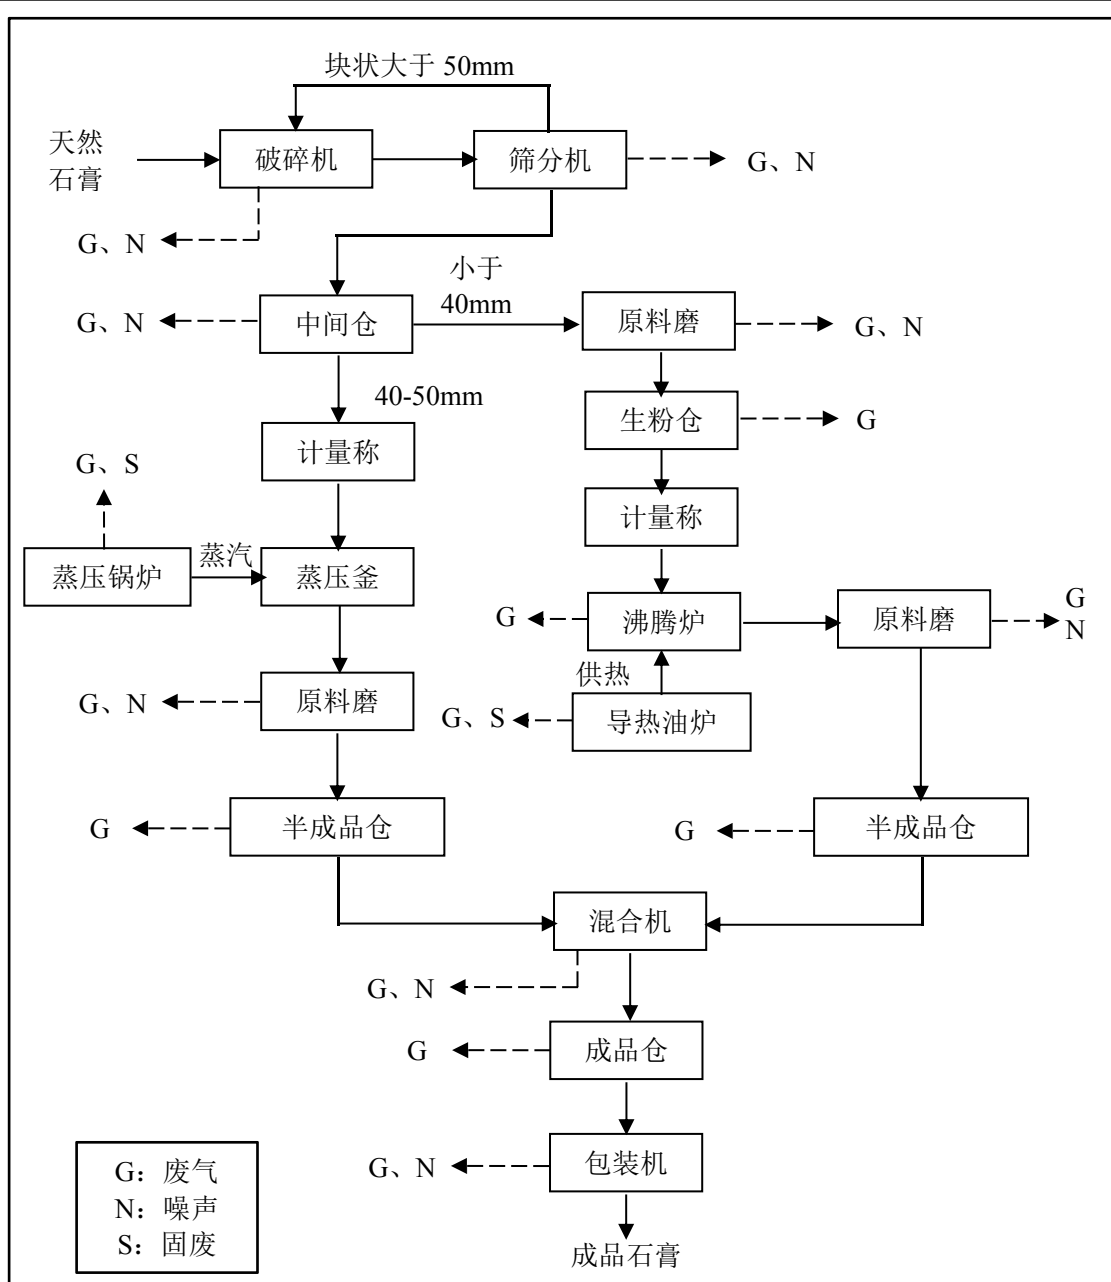 块状大于 50mm
天然
石膏
破碎机
筛分机
G、N
G、N
小于
40mm
G、N
中间仓
原料磨
G、N
40-50mm
生粉仓
G
计量称
G、S
计量称
蒸压锅炉
蒸汽
蒸压釜
G
沸腾炉
原料磨
G
N
供热
G、N
原料磨
G、S
导热油炉
G
半成品仓
G
半成品仓
混合机
G、N
G
成品仓
G、N
包装机
G：废气
N：噪声
S：固废
成品石膏